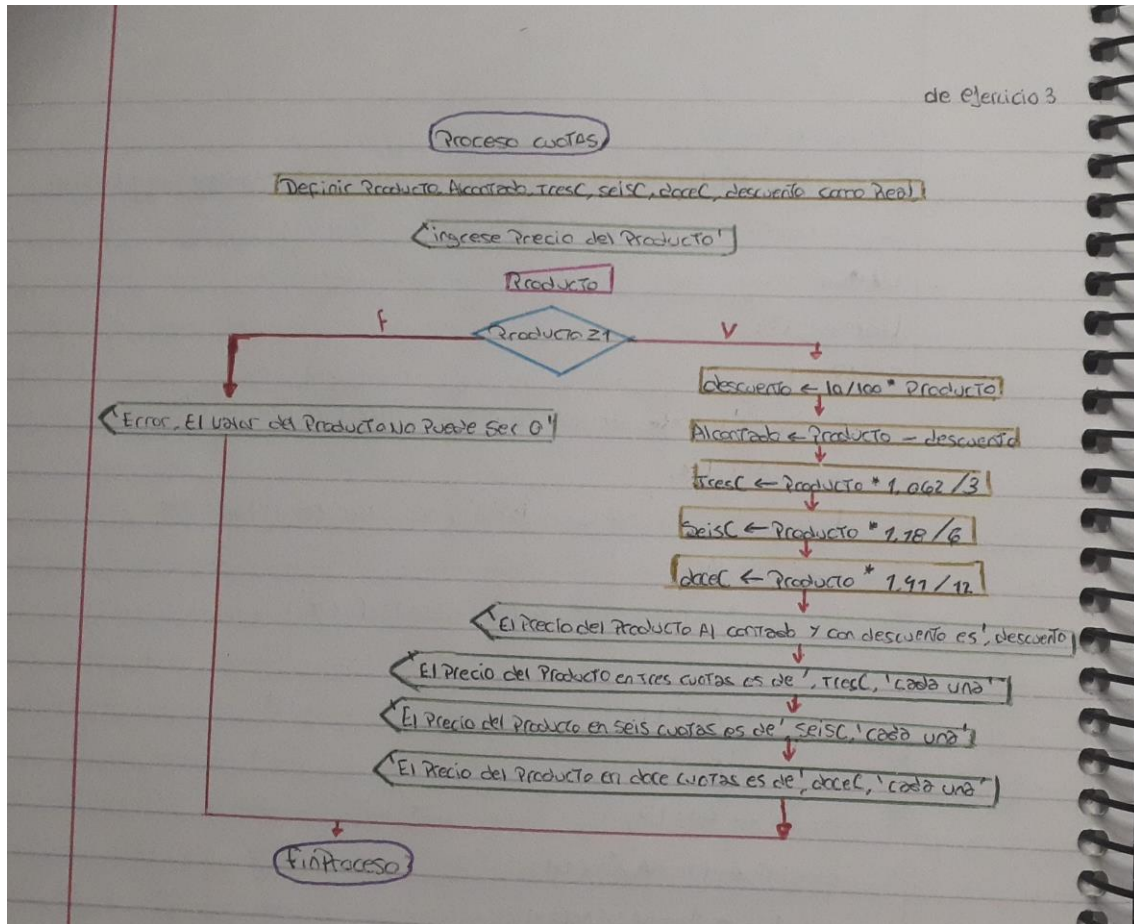 de ejercicio 3
Proceso cuotas
Definir Producto, Alcontado, TresC, seisC, doceC, descuento como Real
'ingrese Precio del Producto'
Producto
F
Producto ≥1
V
descuento ← 10/100 * Producto
'Error, El valor del Producto No Puede Ser 0'
Alcontado ← Producto - descuento
TresC ← Producto * 1.062/3
SeisC ← Producto * 1,18/6
doceC ← Producto * 1,41/12
'El Precio del Producto Al contado y con descuento es', descuento
'El Precio del Producto en Tres cuotas es de', TresC, 'cada una'
'El Precio del Producto en seis cuotas es de', seisC, 'cada una'
'El Precio del Producto en doce cuotas es de', doceC, 'cada una'
finProceso